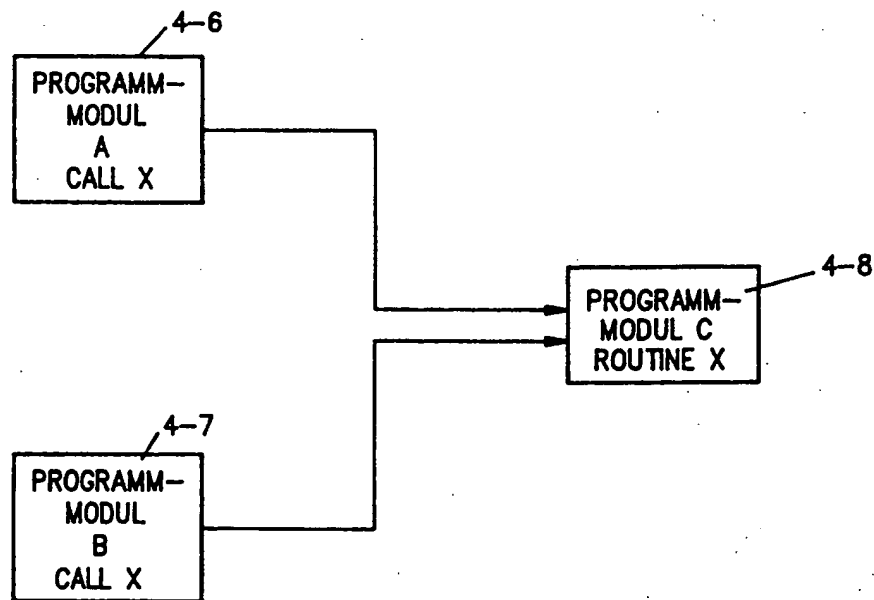 4-6
PROGRAMM-
MODUL
A
CALL X
4-8
PROGRAMM-
MODUL C
ROUTINE X
4-7
PROGRAMM-
MODUL
B
CALL X